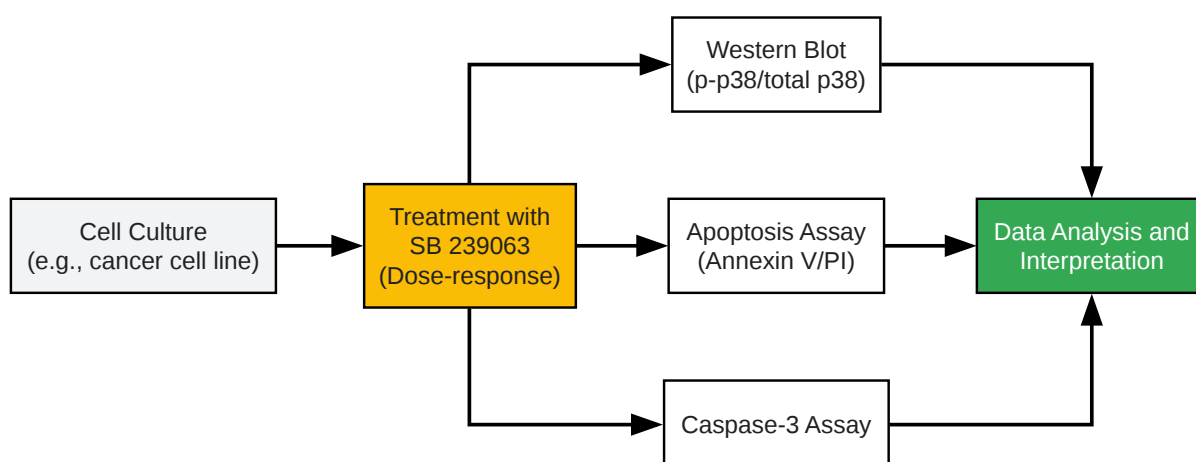 Cell Culture
(e.g., cancer cell line)
Treatment with
SB 239063
(Dose-response)
Western Blot
(p-p38/total p38)
Apoptosis Assay
(Annexin V/PI)
Caspase-3 Assay
Data Analysis and
Interpretation